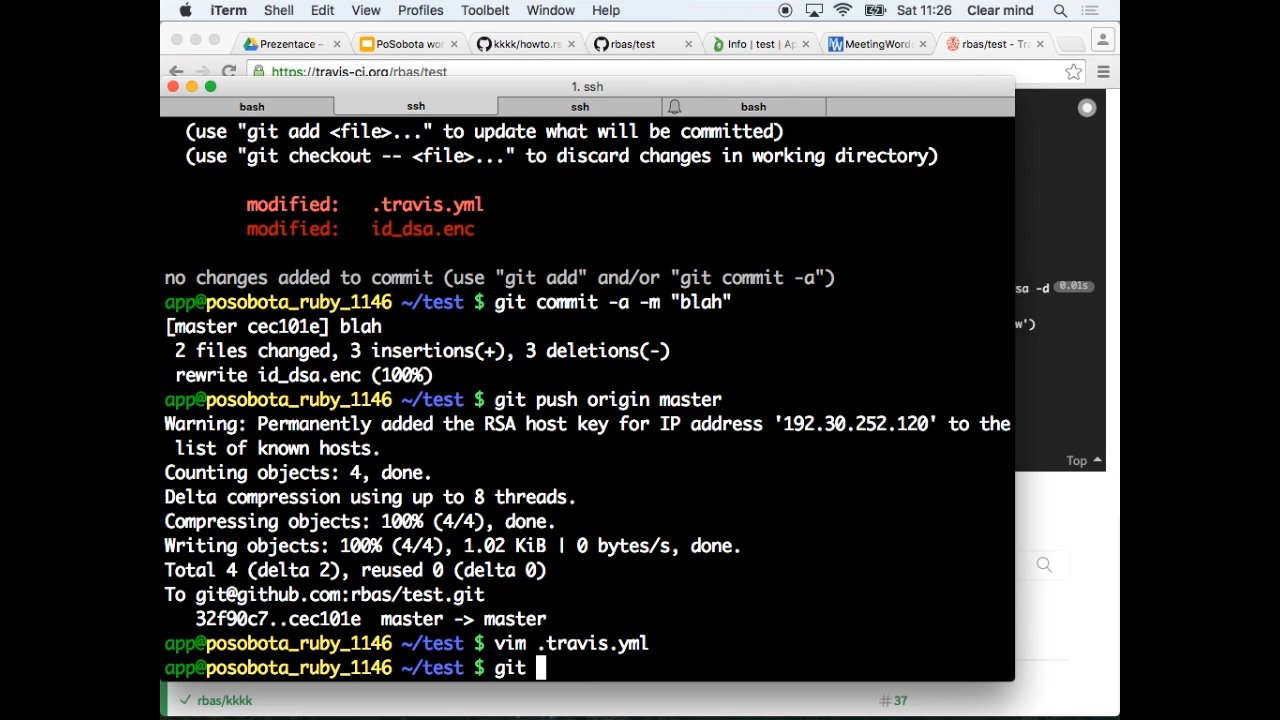 iTerm Shell Edit View Profiles Toolbelt Window Help Sat 11:26 Clear mind
Prezentace – PoSobota wor kkkk/howto.rs rbas/test Info | test | Ap MeetingWords rbas/test - Tra
https://travis-ci.org/rbas/test
1. ssh
bash ssh ssh bash
(use "git add <file>..." to update what will be committed)
(use "git checkout -- <file>..." to discard changes in working directory)
modified: .travis.yml
modified: id_dsa.enc
no changes added to commit (use "git add" and/or "git commit -a")
sa -d 0.01s
app@posobota_ruby_1146 ~/test $ git commit -a -m "blah"
w')
[master cec101e] blah
2 files changed, 3 insertions(+), 3 deletions(-)
rewrite id_dsa.enc (100%)
app@posobota_ruby_1146 ~/test $ git push origin master
Warning: Permanently added the RSA host key for IP address '192.30.252.120' to the
list of known hosts.
Top
Counting objects: 4, done.
Delta compression using up to 8 threads.
Compressing objects: 100% (4/4), done.
Writing objects: 100% (4/4), 1.02 KiB | 0 bytes/s, done.
Total 4 (delta 2), reused 0 (delta 0)
To git@github.com:rbas/test.git
32f90c7..cec101e master -> master
app@posobota_ruby_1146 ~/test $ vim .travis.yml
app@posobota_ruby_1146 ~/test $ git
rbas/kkkk #37